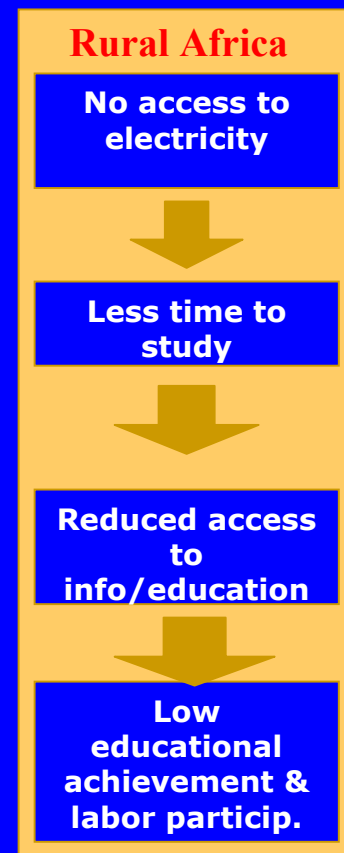 Rural Africa
No access to
electricity
Less time to
study
Reduced access
to
info/education
Low
educational
achievement &
labor particip.